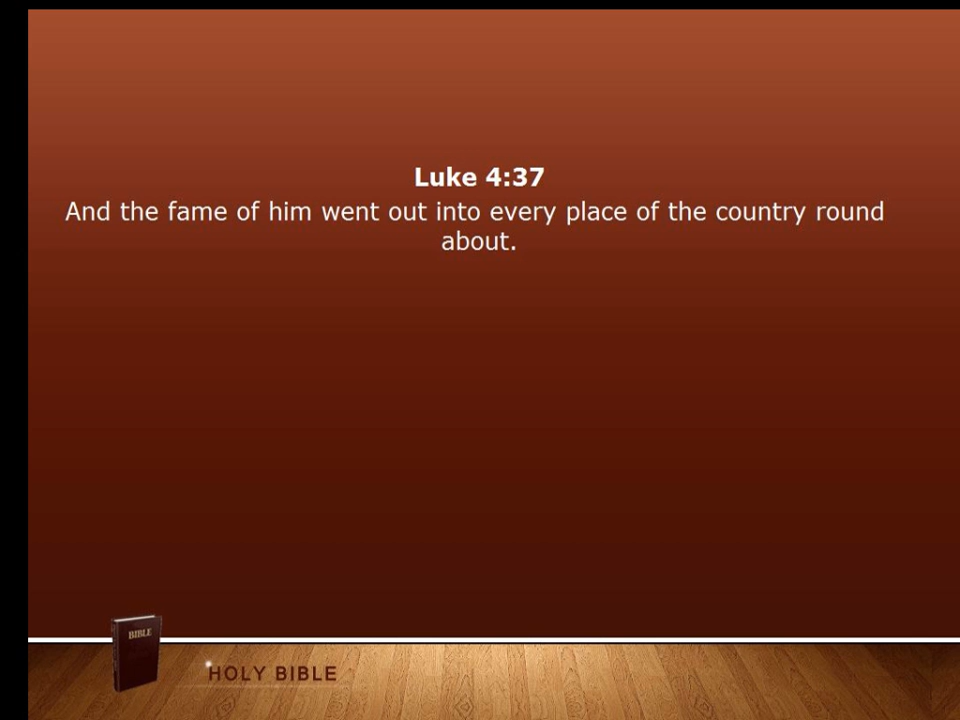 Luke 4:37
And the fame of him went out into every place of the country round
about.
BIBLE
HOLY BIBLE